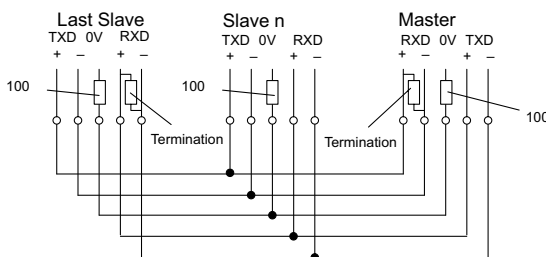 Last Slave Slave n Master
TXD 0V RXD TXD 0V RXD RXD 0V TXD
+ – + – + – + – + – + –
100 100 100
Termination Termination